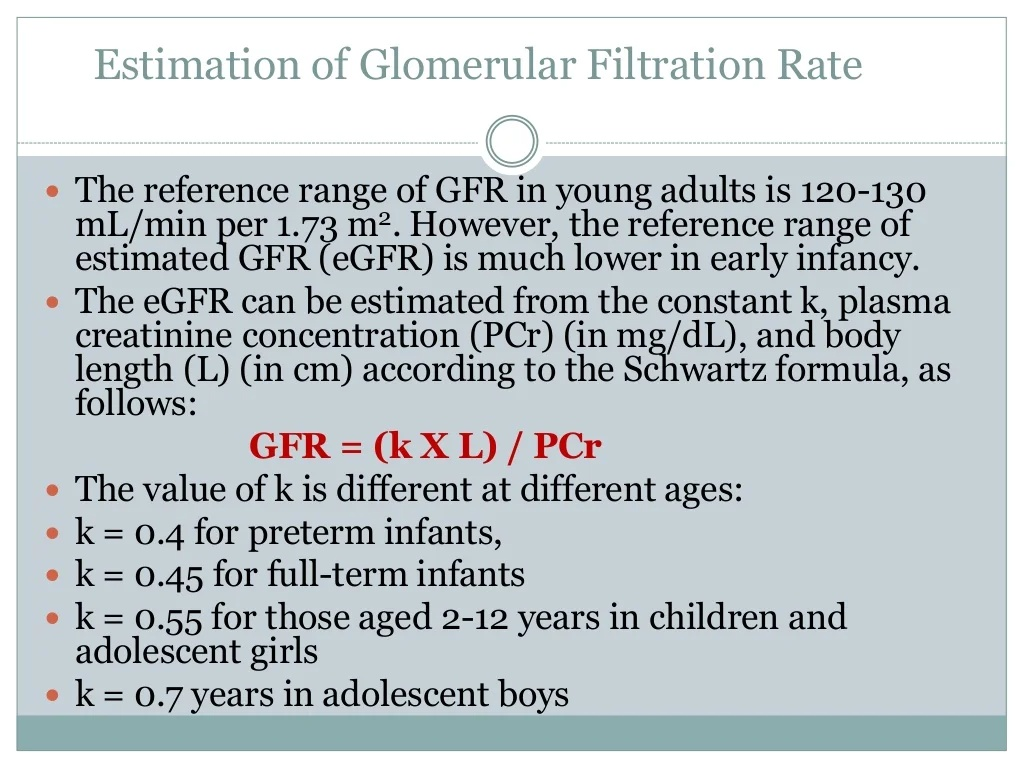 Estimation of Glomerular Filtration Rate
• The reference range of GFR in young adults is 120-130
mL/min per 1.73 m². However, the reference range of
estimated GFR (eGFR) is much lower in early infancy.
• The eGFR can be estimated from the constant k, plasma
creatinine concentration (PCr) (in mg/dL), and body
length (L) (in cm) according to the Schwartz formula, as
follows:
GFR = (k X L) / PCr
• The value of k is different at different ages:
• k = 0.4 for preterm infants,
• k = 0.45 for full-term infants
• k = 0.55 for those aged 2-12 years in children and
adolescent girls
• k = 0.7 years in adolescent boys